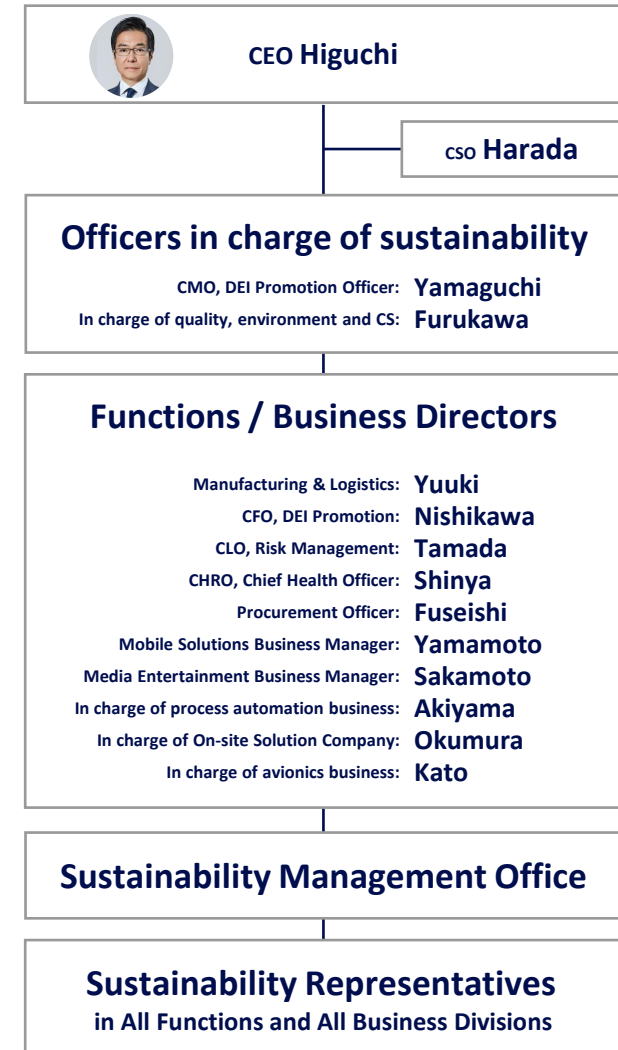 CEO Higuchi
CSO Harada
Officers in charge of sustainability
CMO, DEI Promotion Officer: Yamaguchi
In charge of quality, environment and CS: Furukawa
Functions / Business Directors
Manufacturing & Logistics: Yuuki
CFO, DEI Promotion: Nishikawa
CLO, Risk Management: Tamada
CHRO, Chief Health Officer: Shinya
Procurement Officer: Fuseishi
Mobile Solutions Business Manager: Yamamoto
Media Entertainment Business Manager: Sakamoto
In charge of process automation business: Akiyama
In charge of On-site Solution Company: Okumura
In charge of avionics business: Kato
Sustainability Management Office
Sustainability Representatives
in All Functions and All Business Divisions